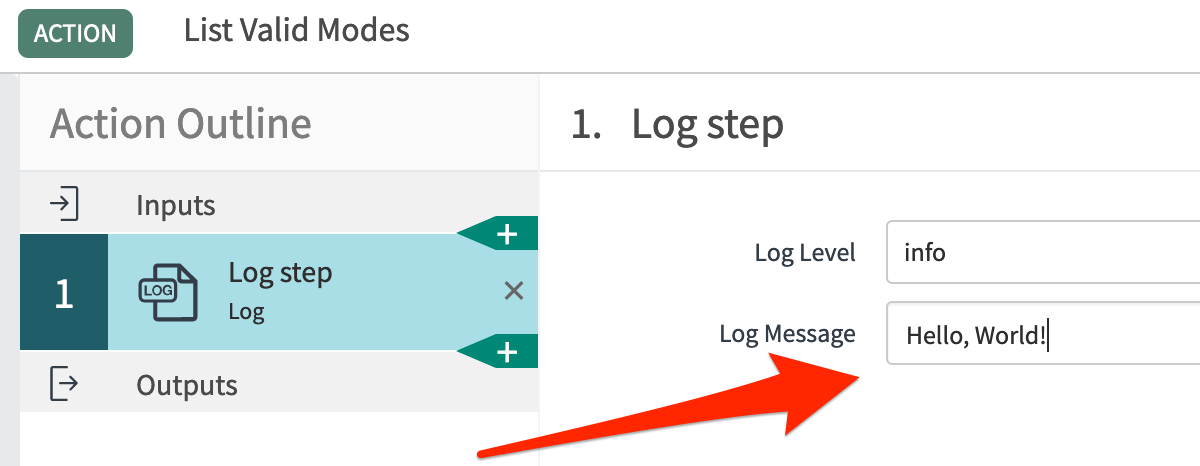 ACTION
List Valid Modes
Action Outline
Inputs
1
LOG
Log step
Log
Outputs
1. Log step
Log Level
info
Log Message
Hello, World!